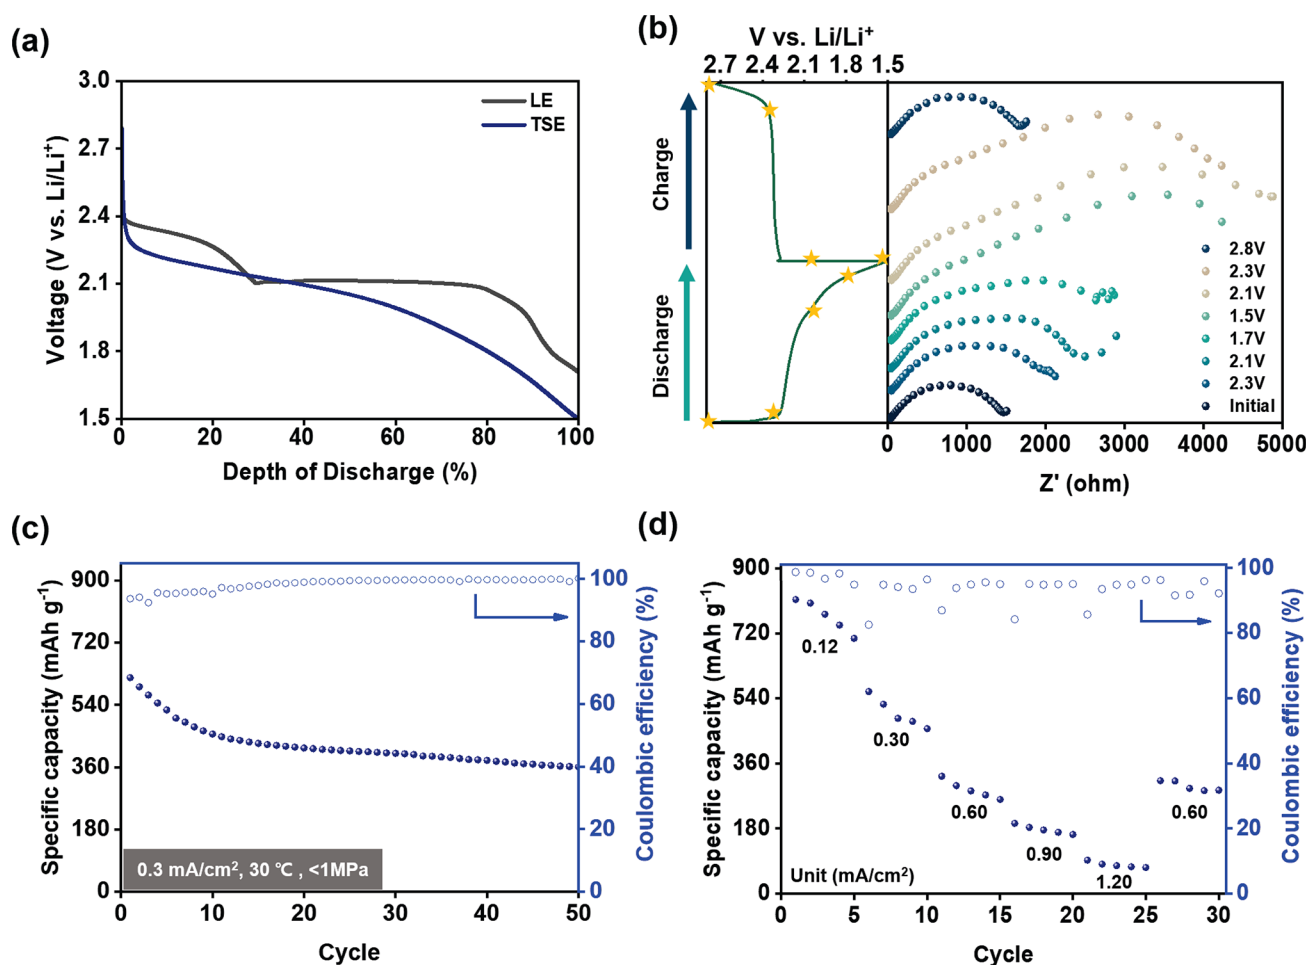 (a)
3.0
2.7
2.4
2.1
1.8
1.5
Voltage (V vs. Li/Li⁺)
LE
TSE
0
20
40
60
80
100
Depth of Discharge (%)
(b)
V vs. Li/Li⁺
2.7
2.4
2.1
1.8
1.5
Charge
Discharge
2.8V
2.3V
2.1V
1.5V
1.7V
2.1V
2.3V
Initial
0
1000
2000
3000
4000
5000
Z' (ohm)
(c)
Specific capacity (mAh g⁻¹)
900
720
540
360
180
0
100
80
60
40
20
0
Coulombic efficiency (%)
0.3 mA/cm², 30 ℃ , <1MPa
0
10
20
30
40
50
Cycle
(d)
Specific capacity (mAh g⁻¹)
900
720
540
360
180
0
100
80
60
40
20
0
Coulombic efficiency (%)
0.12
0.30
0.60
0.90
1.20
0.60
Unit (mA/cm²)
0
5
10
15
20
25
30
Cycle